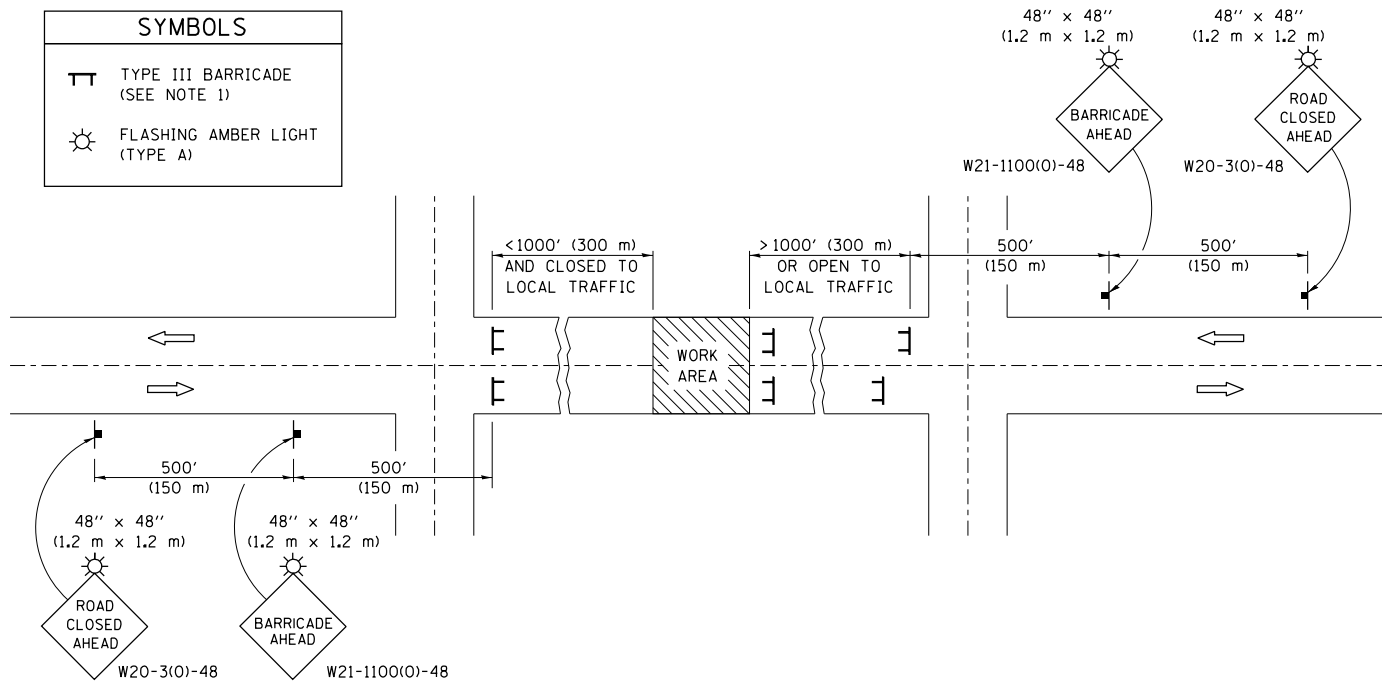 SYMBOLS
TYPE III BARRICADE
(SEE NOTE 1)
FLASHING AMBER LIGHT
(TYPE A)
48'' x 48''
(1.2 m x 1.2 m)
BARRICADE
AHEAD
W21-1100(O)-48
48'' x 48''
(1.2 m x 1.2 m)
ROAD
CLOSED
AHEAD
W20-3(O)-48
<1000' (300 m)
AND CLOSED TO
LOCAL TRAFFIC
>1000' (300 m)
OR OPEN TO
LOCAL TRAFFIC
500'
(150 m)
500'
(150 m)
WORK
AREA
500'
(150 m)
500'
(150 m)
48'' x 48''
(1.2 m x 1.2 m)
ROAD
CLOSED
AHEAD
W20-3(O)-48
48'' x 48''
(1.2 m x 1.2 m)
BARRICADE
AHEAD
W21-1100(O)-48